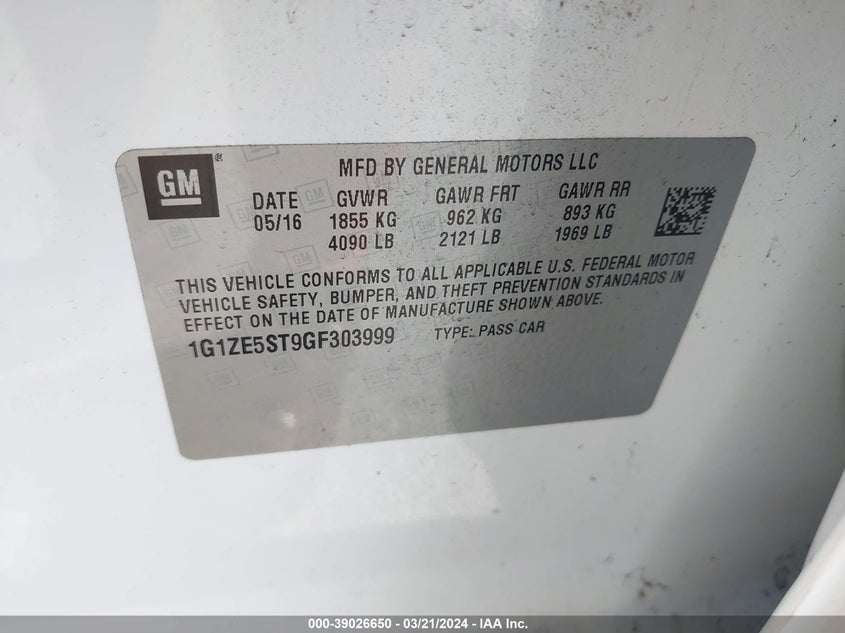 GM ®
MFD BY GENERAL MOTORS LLC
DATE GVWR GAWR FRT GAWR RR
05/16 1855 KG 962 KG 893 KG
4090 LB 2121 LB 1969 LB
THIS VEHICLE CONFORMS TO ALL APPLICABLE U.S. FEDERAL MOTOR
VEHICLE SAFETY, BUMPER, AND THEFT PREVENTION STANDARDS IN
EFFECT ON THE DATE OF MANUFACTURE SHOWN ABOVE.
1G1ZE5ST9GF303999 TYPE: PASS CAR
000-39026650 - 03/21/2024 - IAA Inc.